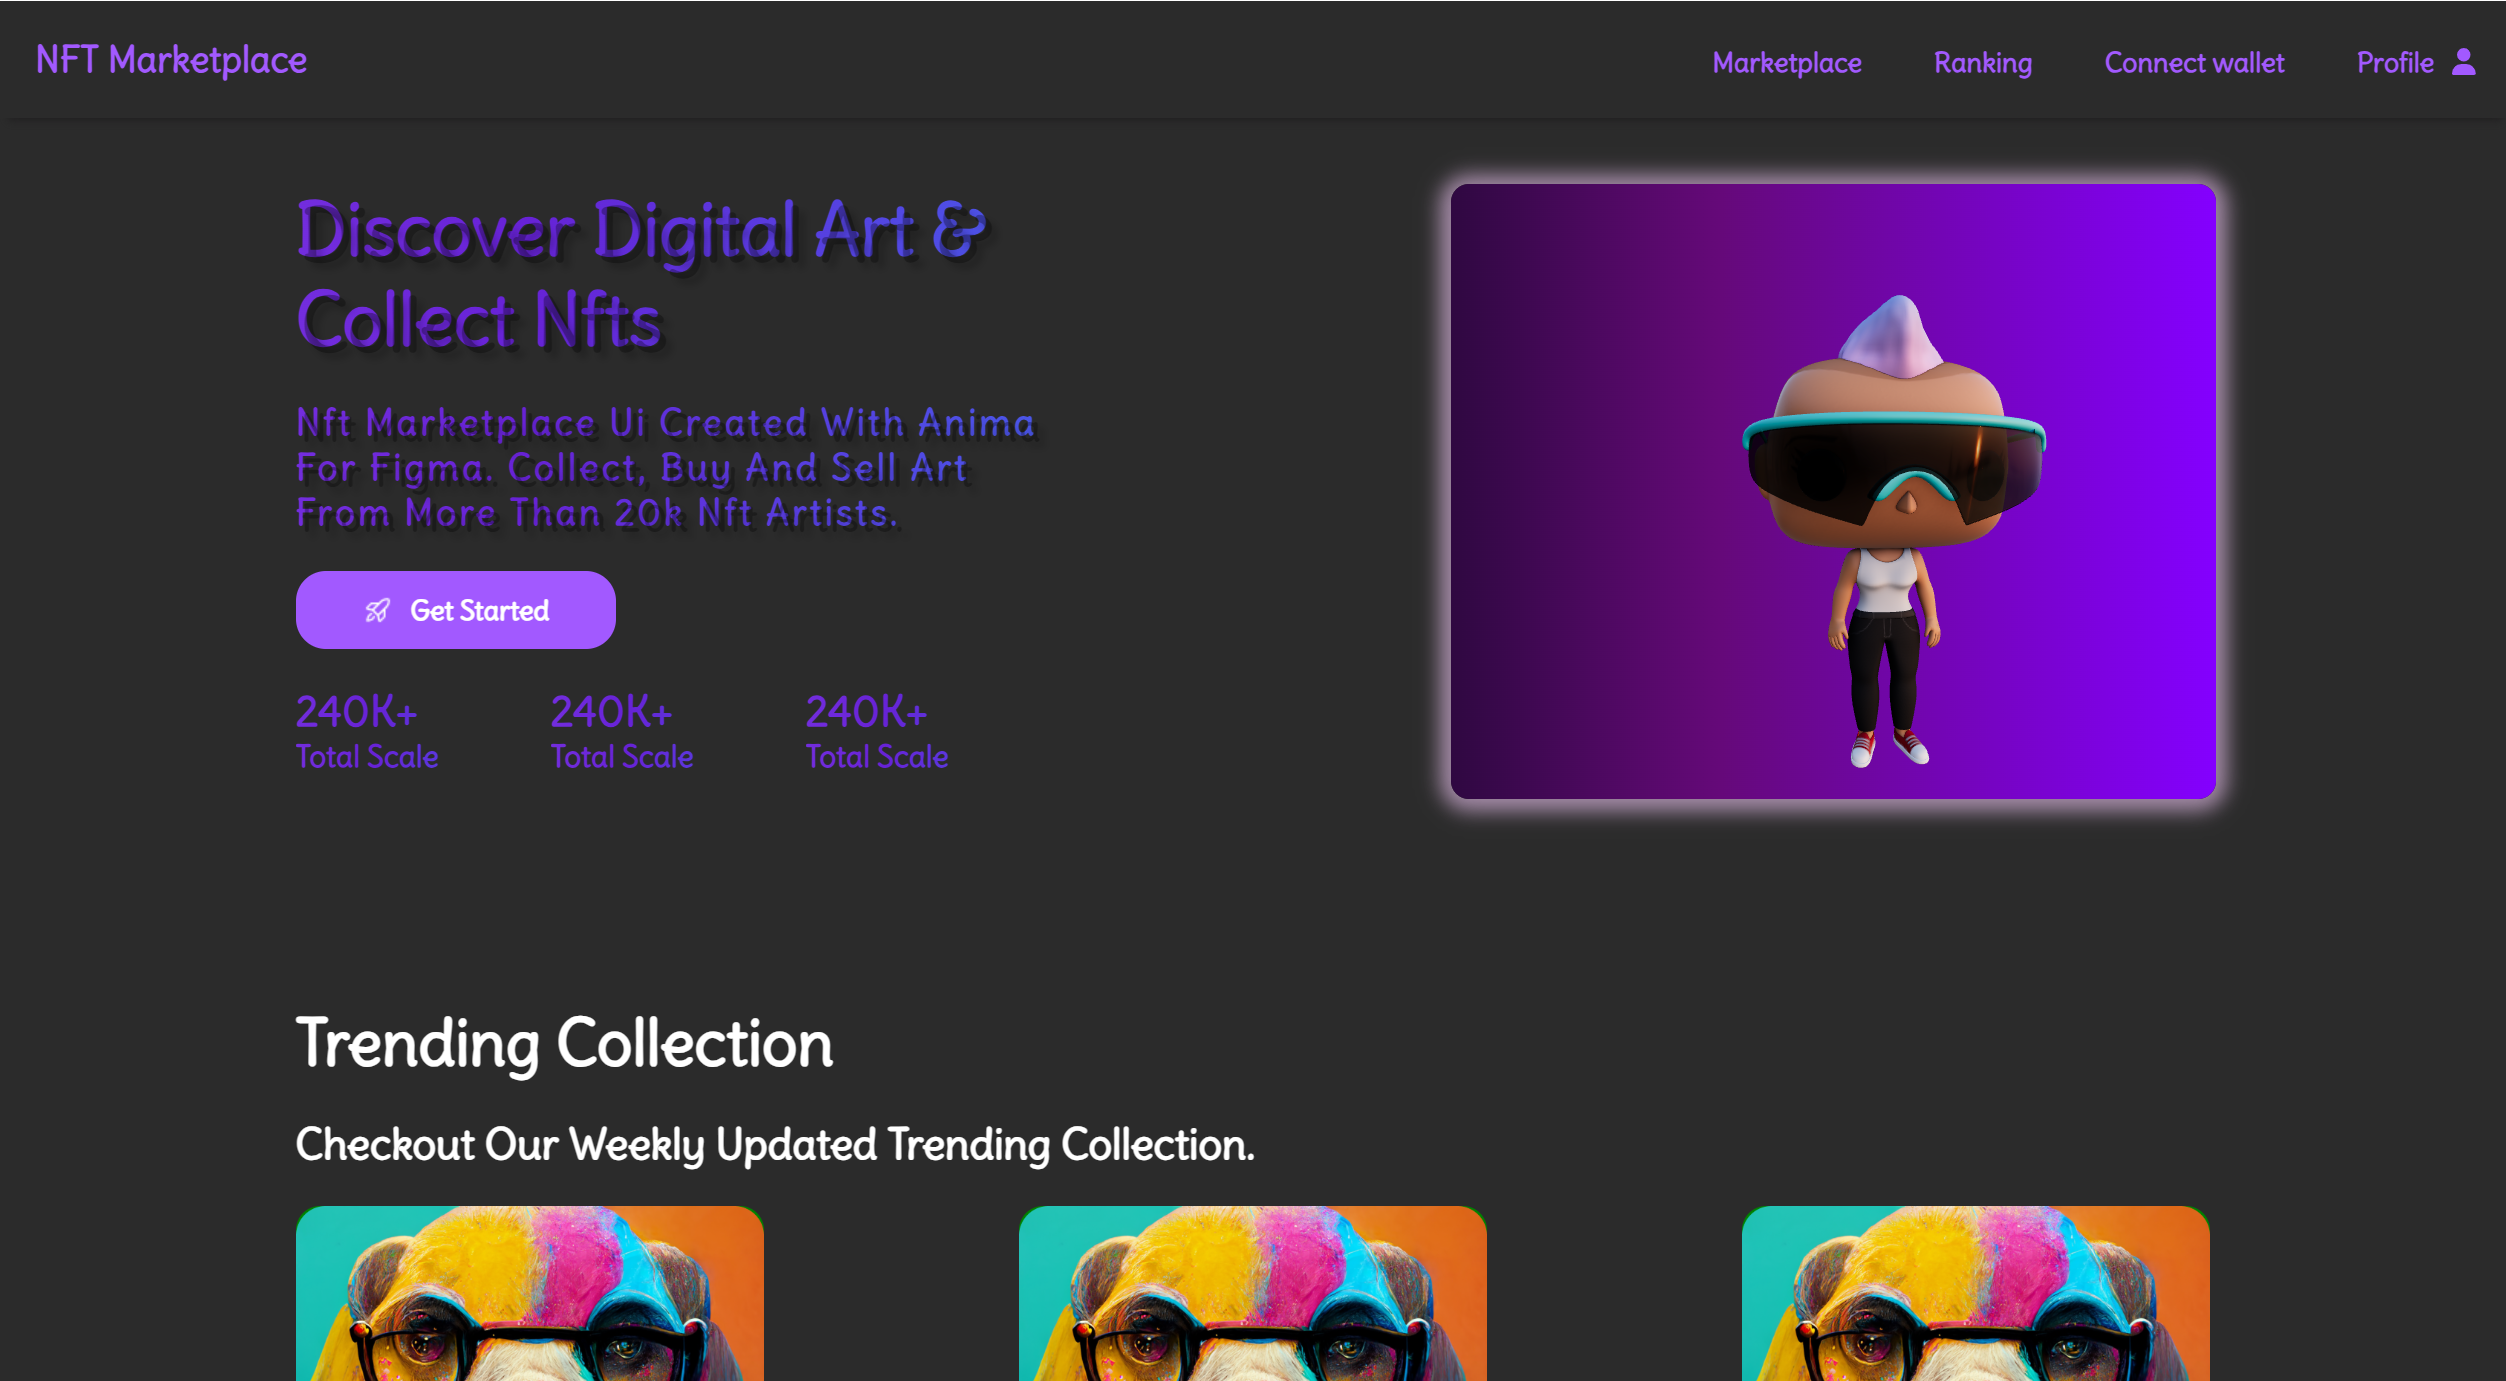 NFT Marketplace
Marketplace Ranking Connect wallet Profile
Discover Digital Art &
Collect Nfts
Nft Marketplace Ui Created With Anima
For Figma. Collect, Buy And Sell Art
From More Than 20k Nft Artists.
Get Started
240K+ 240K+ 240K+
Total Scale Total Scale Total Scale
Trending Collection
Checkout Our Weekly Updated Trending Collection.